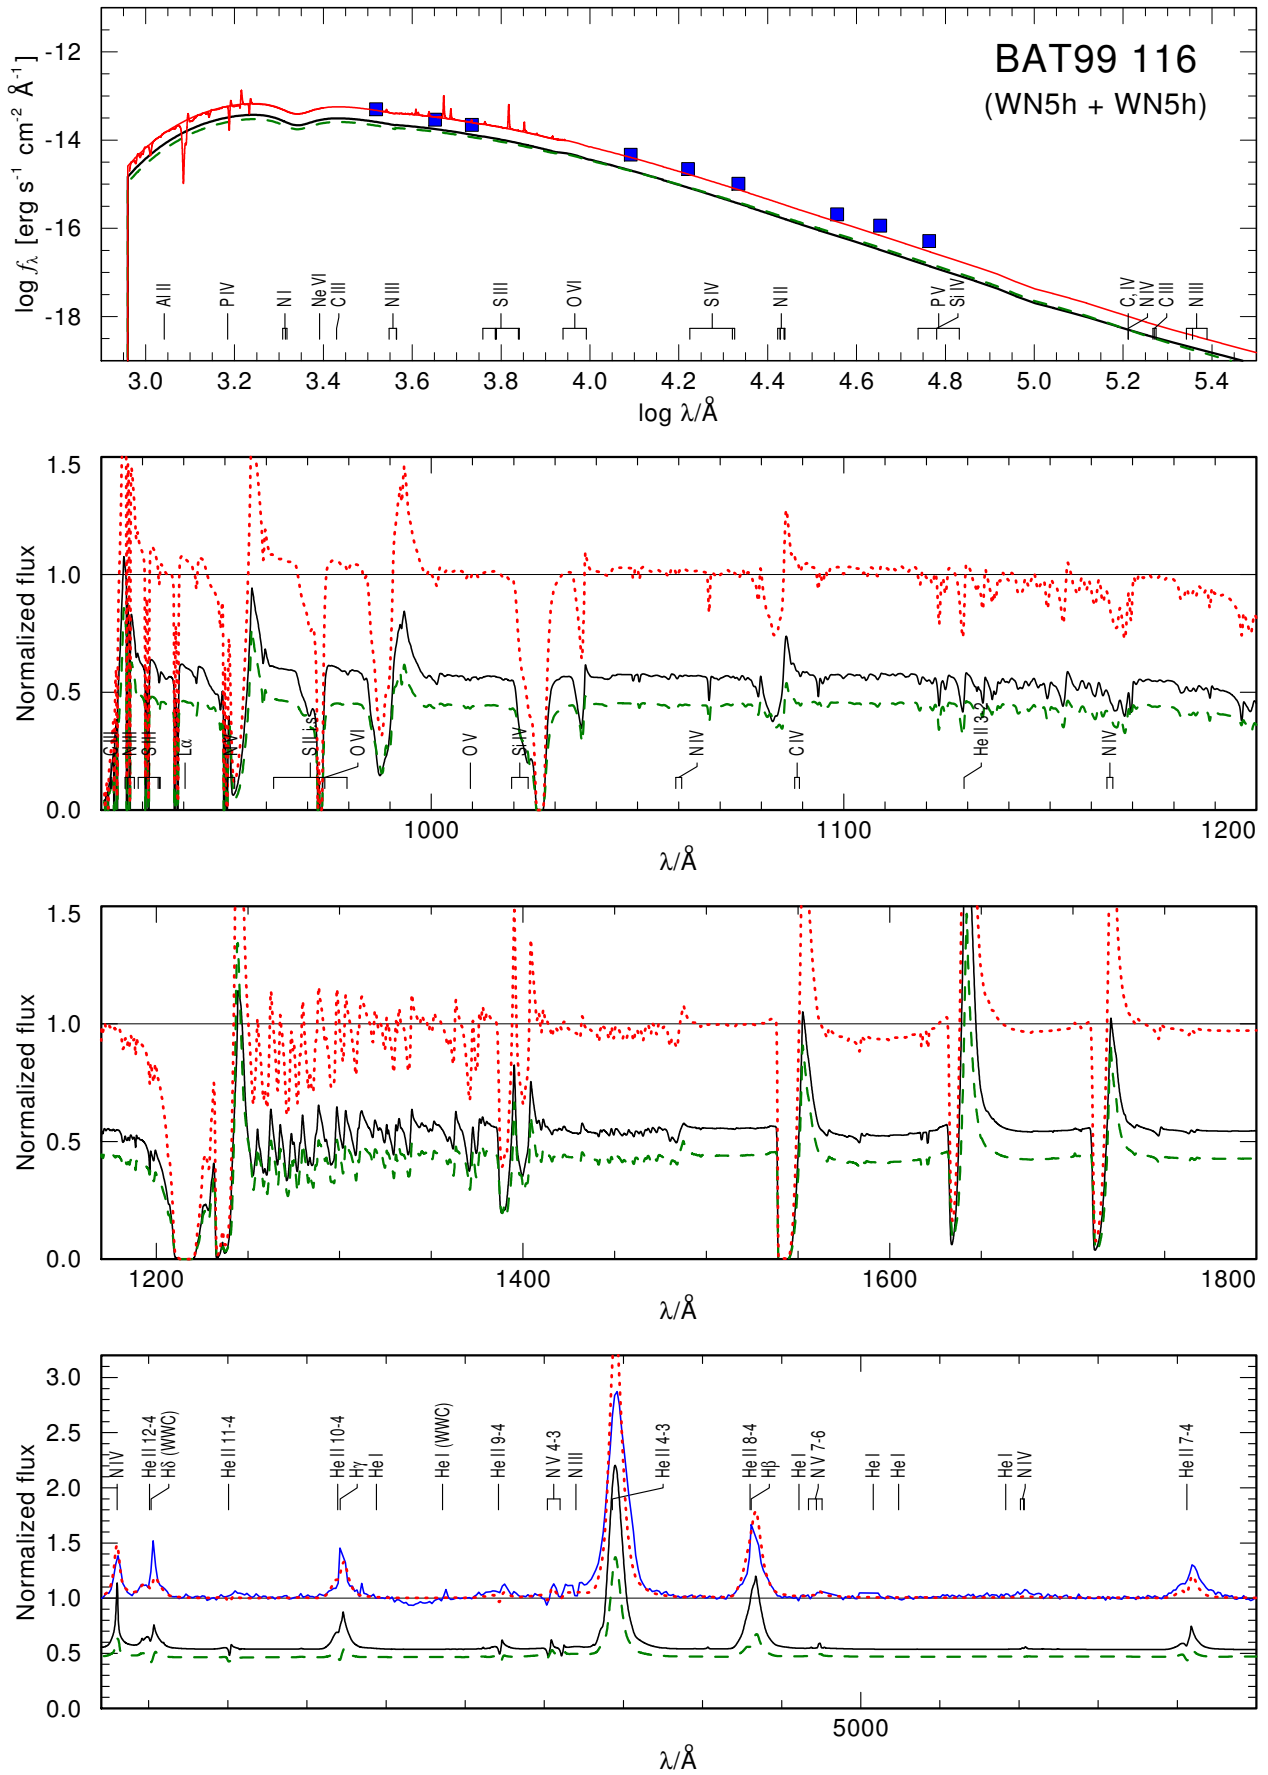 BAT99 116
(WN5h + WN5h)
log fλ [erg s⁻¹ cm⁻² Å⁻¹]
-12
-14
-16
-18
Al II
P IV
N I
Ne VI
C III
N III
S III
O VI
S IV
N II
P V
Si IV
C, IV
N IV
C III
N III
3.0 3.2 3.4 3.6 3.8 4.0 4.2 4.4 4.6 4.8 5.0 5.2 5.4
log λ/Å
Normalized flux
1.5
1.0
0.5
0.0
C III
N III
S III
Lα
N V
S II i.s.
O VI
O V
Si IV
N IV
C IV
He II 3-2
N IV
1000 1100 1200
λ/Å
Normalized flux
1.5
1.0
0.5
0.0
1200 1400 1600 1800
λ/Å
Normalized flux
3.0
2.5
2.0
1.5
1.0
0.5
0.0
N IV
He II 12-4
Hδ (WWC)
He II 11-4
He II 10-4
Hγ
He I
He I (WWC)
He II 9-4
N V 4-3
N III
He II 4-3
He II 8-4
Hβ
He I
N V 7-6
He I
He I
He I
N IV
He II 7-4
5000
λ/Å